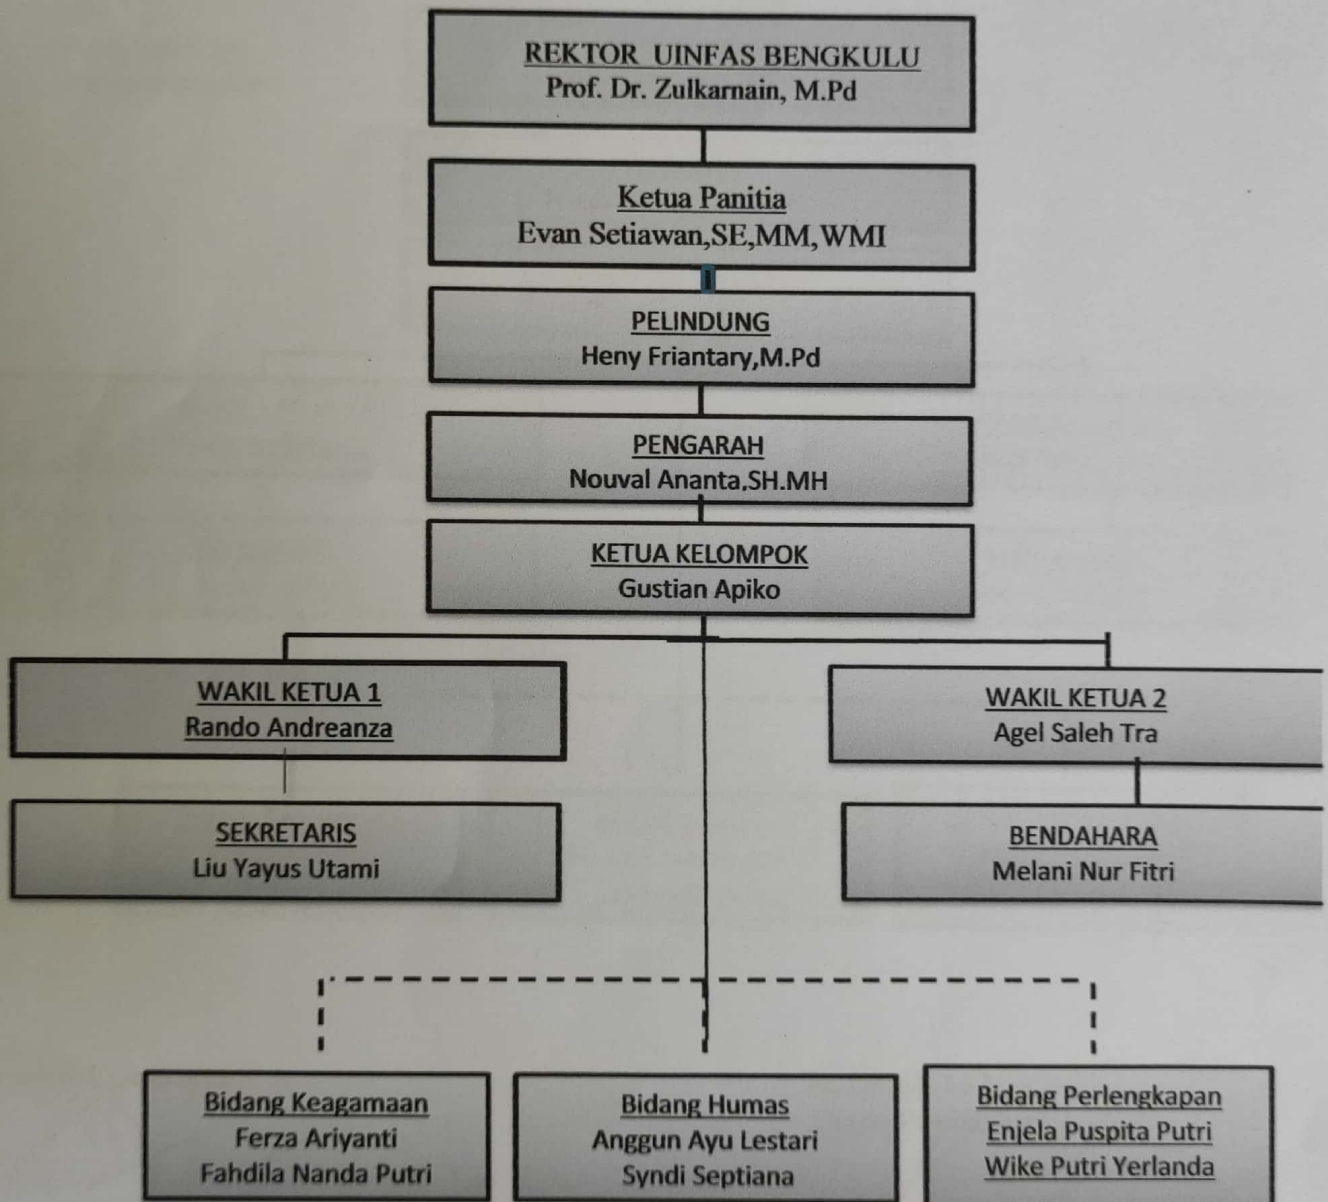 REKTOR UINFAS BENGKULU
Prof. Dr. Zulkarnain, M.Pd
Ketua Panitia
Evan Setiawan,SE,MM,WMI
PELINDUNG
Heny Friantary,M.Pd
PENGARAH
Nouval Ananta,SH.MH
KETUA KELOMPOK
Gustian Apiko
WAKIL KETUA 1
Rando Andreanza
WAKIL KETUA 2
Agel Saleh Tra
SEKRETARIS
Liu Yayus Utami
BENDAHARA
Melani Nur Fitri
Bidang Keagamaan
Ferza Ariyanti
Fahdila Nanda Putri
Bidang Humas
Anggun Ayu Lestari
Syndi Septiana
Bidang Perlengkapan
Enjela Puspita Putri
Wike Putri Yerlanda